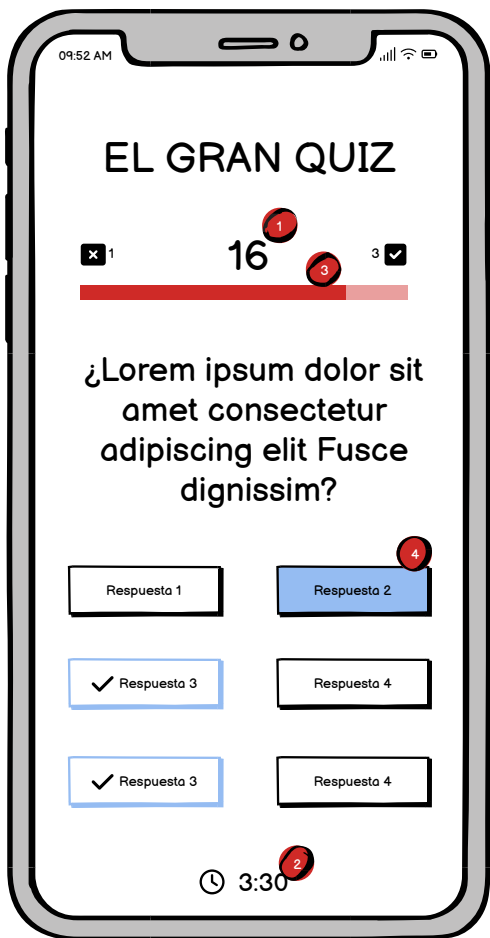 09:52 AM
EL GRAN QUIZ
1
1
16
3
3
¿Lorem ipsum dolor sit
amet consectetur
adipiscing elit Fusce
dignissim?
4
Respuesta 1
Respuesta 2
Respuesta 3
Respuesta 4
Respuesta 3
Respuesta 4
2
3:30